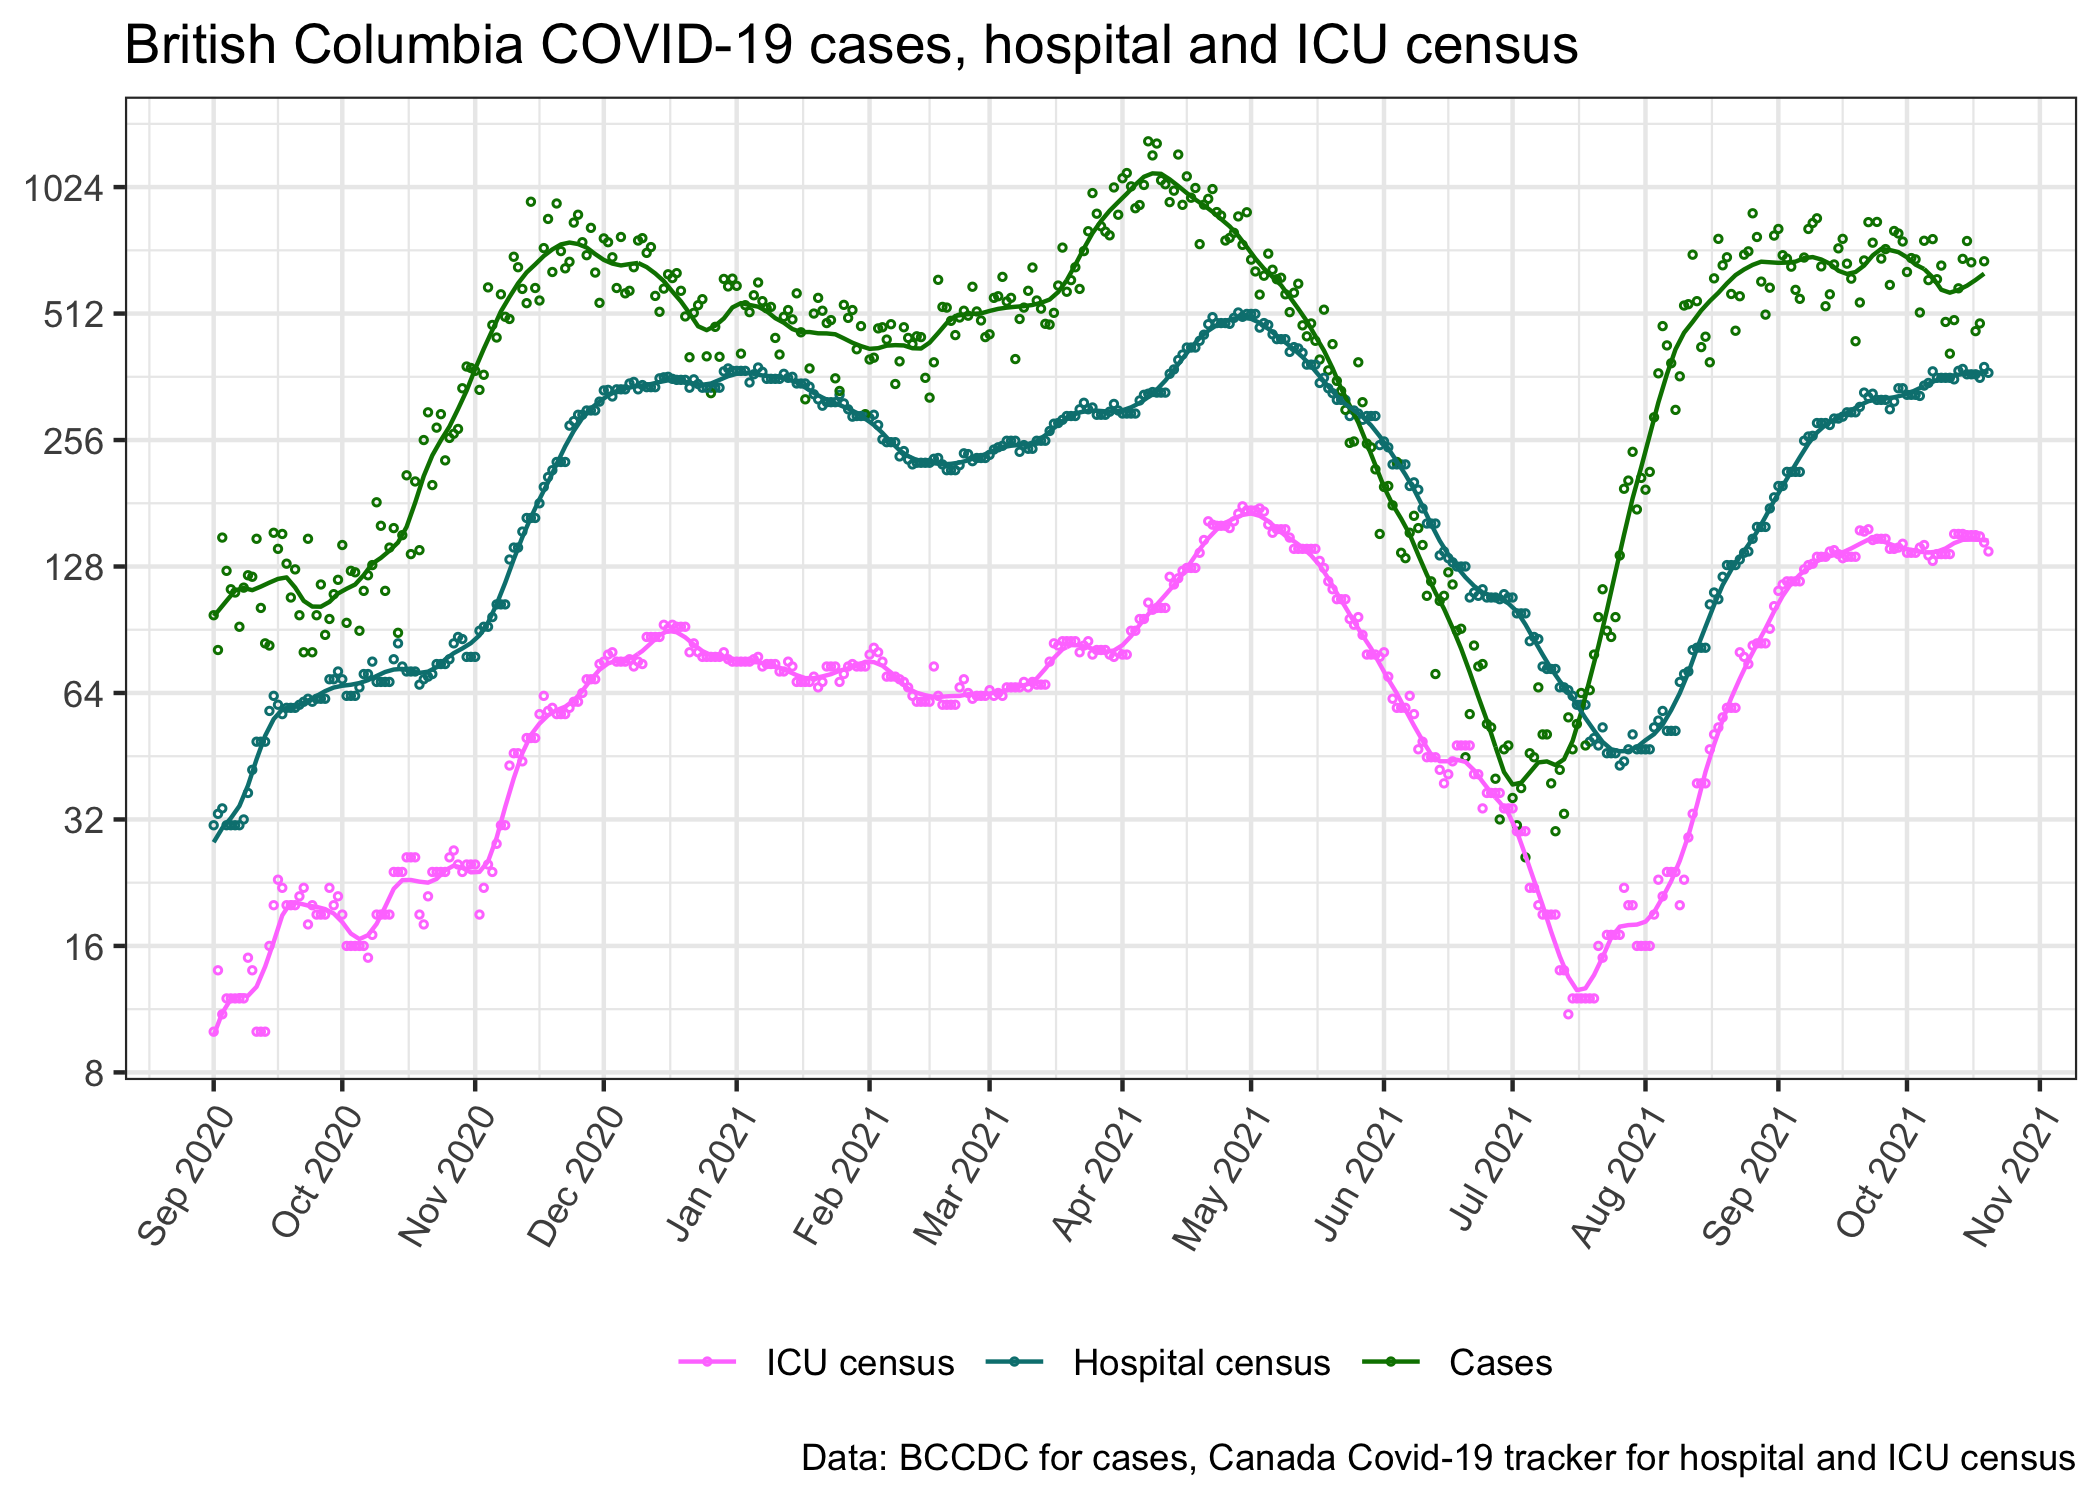 British Columbia COVID-19 cases, hospital and ICU census
1024
512
256
128
64
32
16
8
Sep 2020
Oct 2020
Nov 2020
Dec 2020
Jan 2021
Feb 2021
Mar 2021
Apr 2021
May 2021
Jun 2021
Jul 2021
Aug 2021
Sep 2021
Oct 2021
Nov 2021
ICU census
Hospital census
Cases
Data: BCCDC for cases, Canada Covid-19 tracker for hospital and ICU census